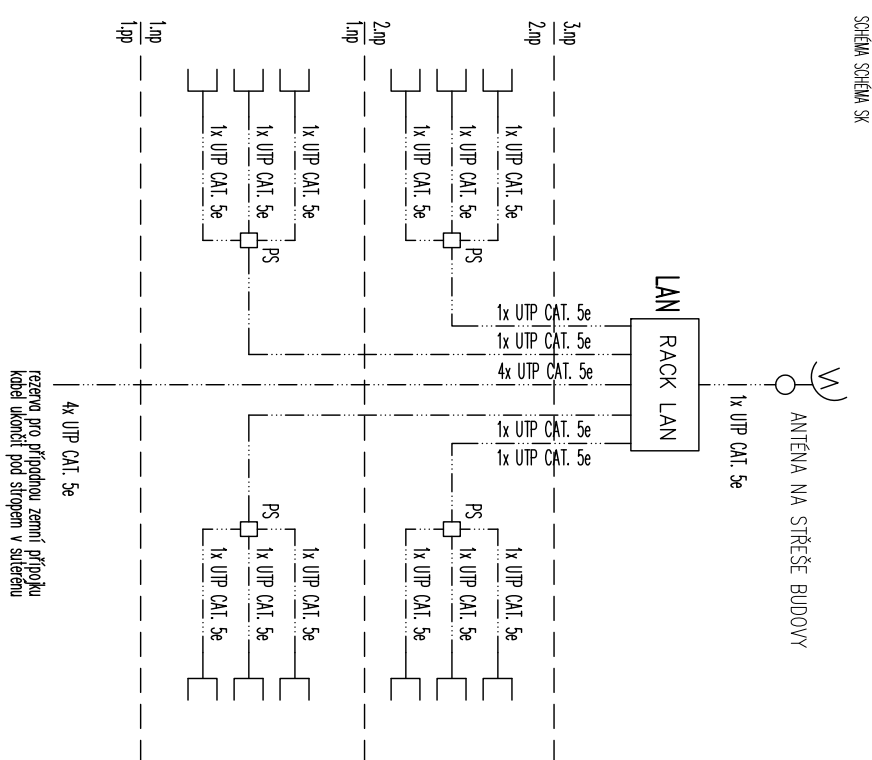 SCHÉMA SCHÉMA SK
ANTÉNA NA STŘEŠE BUDOVY
1x UTP CAT. 5e
LAN
RACK LAN
3.np
2.np
1x UTP CAT. 5e
1x UTP CAT. 5e
4x UTP CAT. 5e
1x UTP CAT. 5e
1x UTP CAT. 5e
1x UTP CAT. 5e
1x UTP CAT. 5e
1x UTP CAT. 5e
PS
PS
1x UTP CAT. 5e
1x UTP CAT. 5e
1x UTP CAT. 5e
2.np
1.np
1x UTP CAT. 5e
1x UTP CAT. 5e
1x UTP CAT. 5e
PS
PS
1x UTP CAT. 5e
1x UTP CAT. 5e
1x UTP CAT. 5e
1.np
1.pp
4x UTP CAT. 5e
rezerva pro případnou zemní přípojku
kabel ukončit pod stropem v suterénu